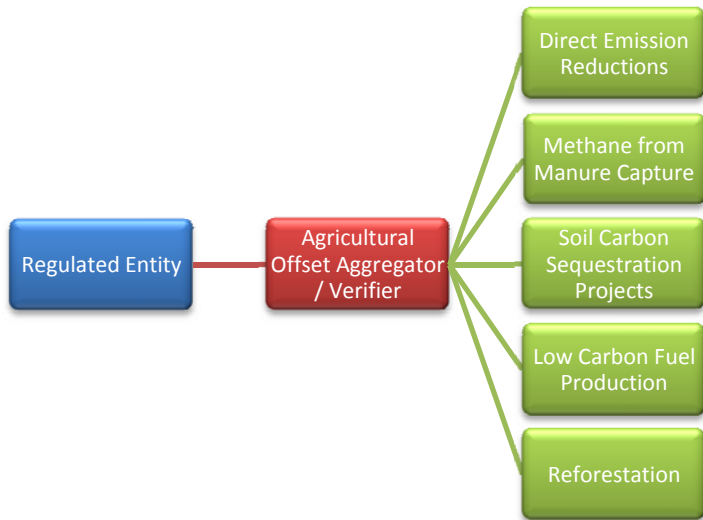 Regulated Entity
Agricultural
Offset Aggregator
/ Verifier
Direct Emission
Reductions
Methane from
Manure Capture
Soil Carbon
Sequestration
Projects
Low Carbon Fuel
Production
Reforestation